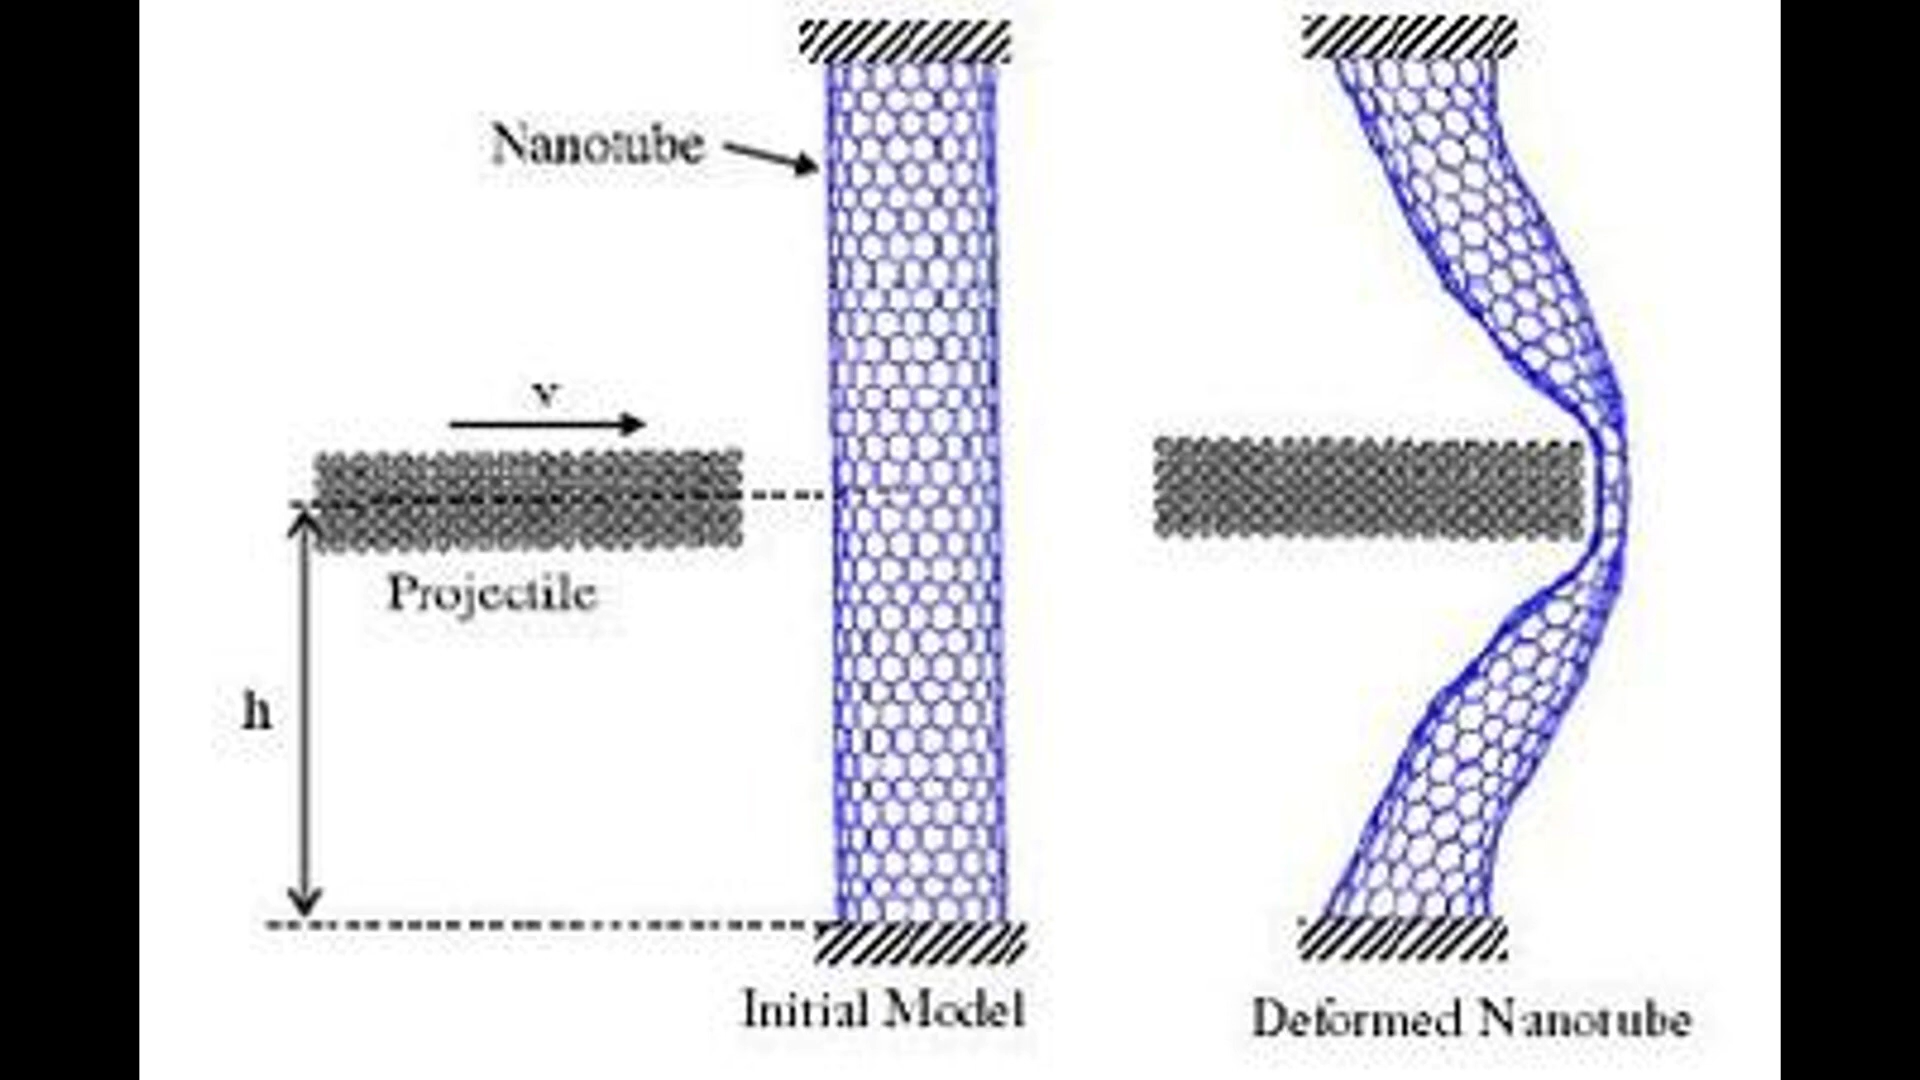 Nanotube
v
Projectile
h
Initial Model
Deformed Nanotube